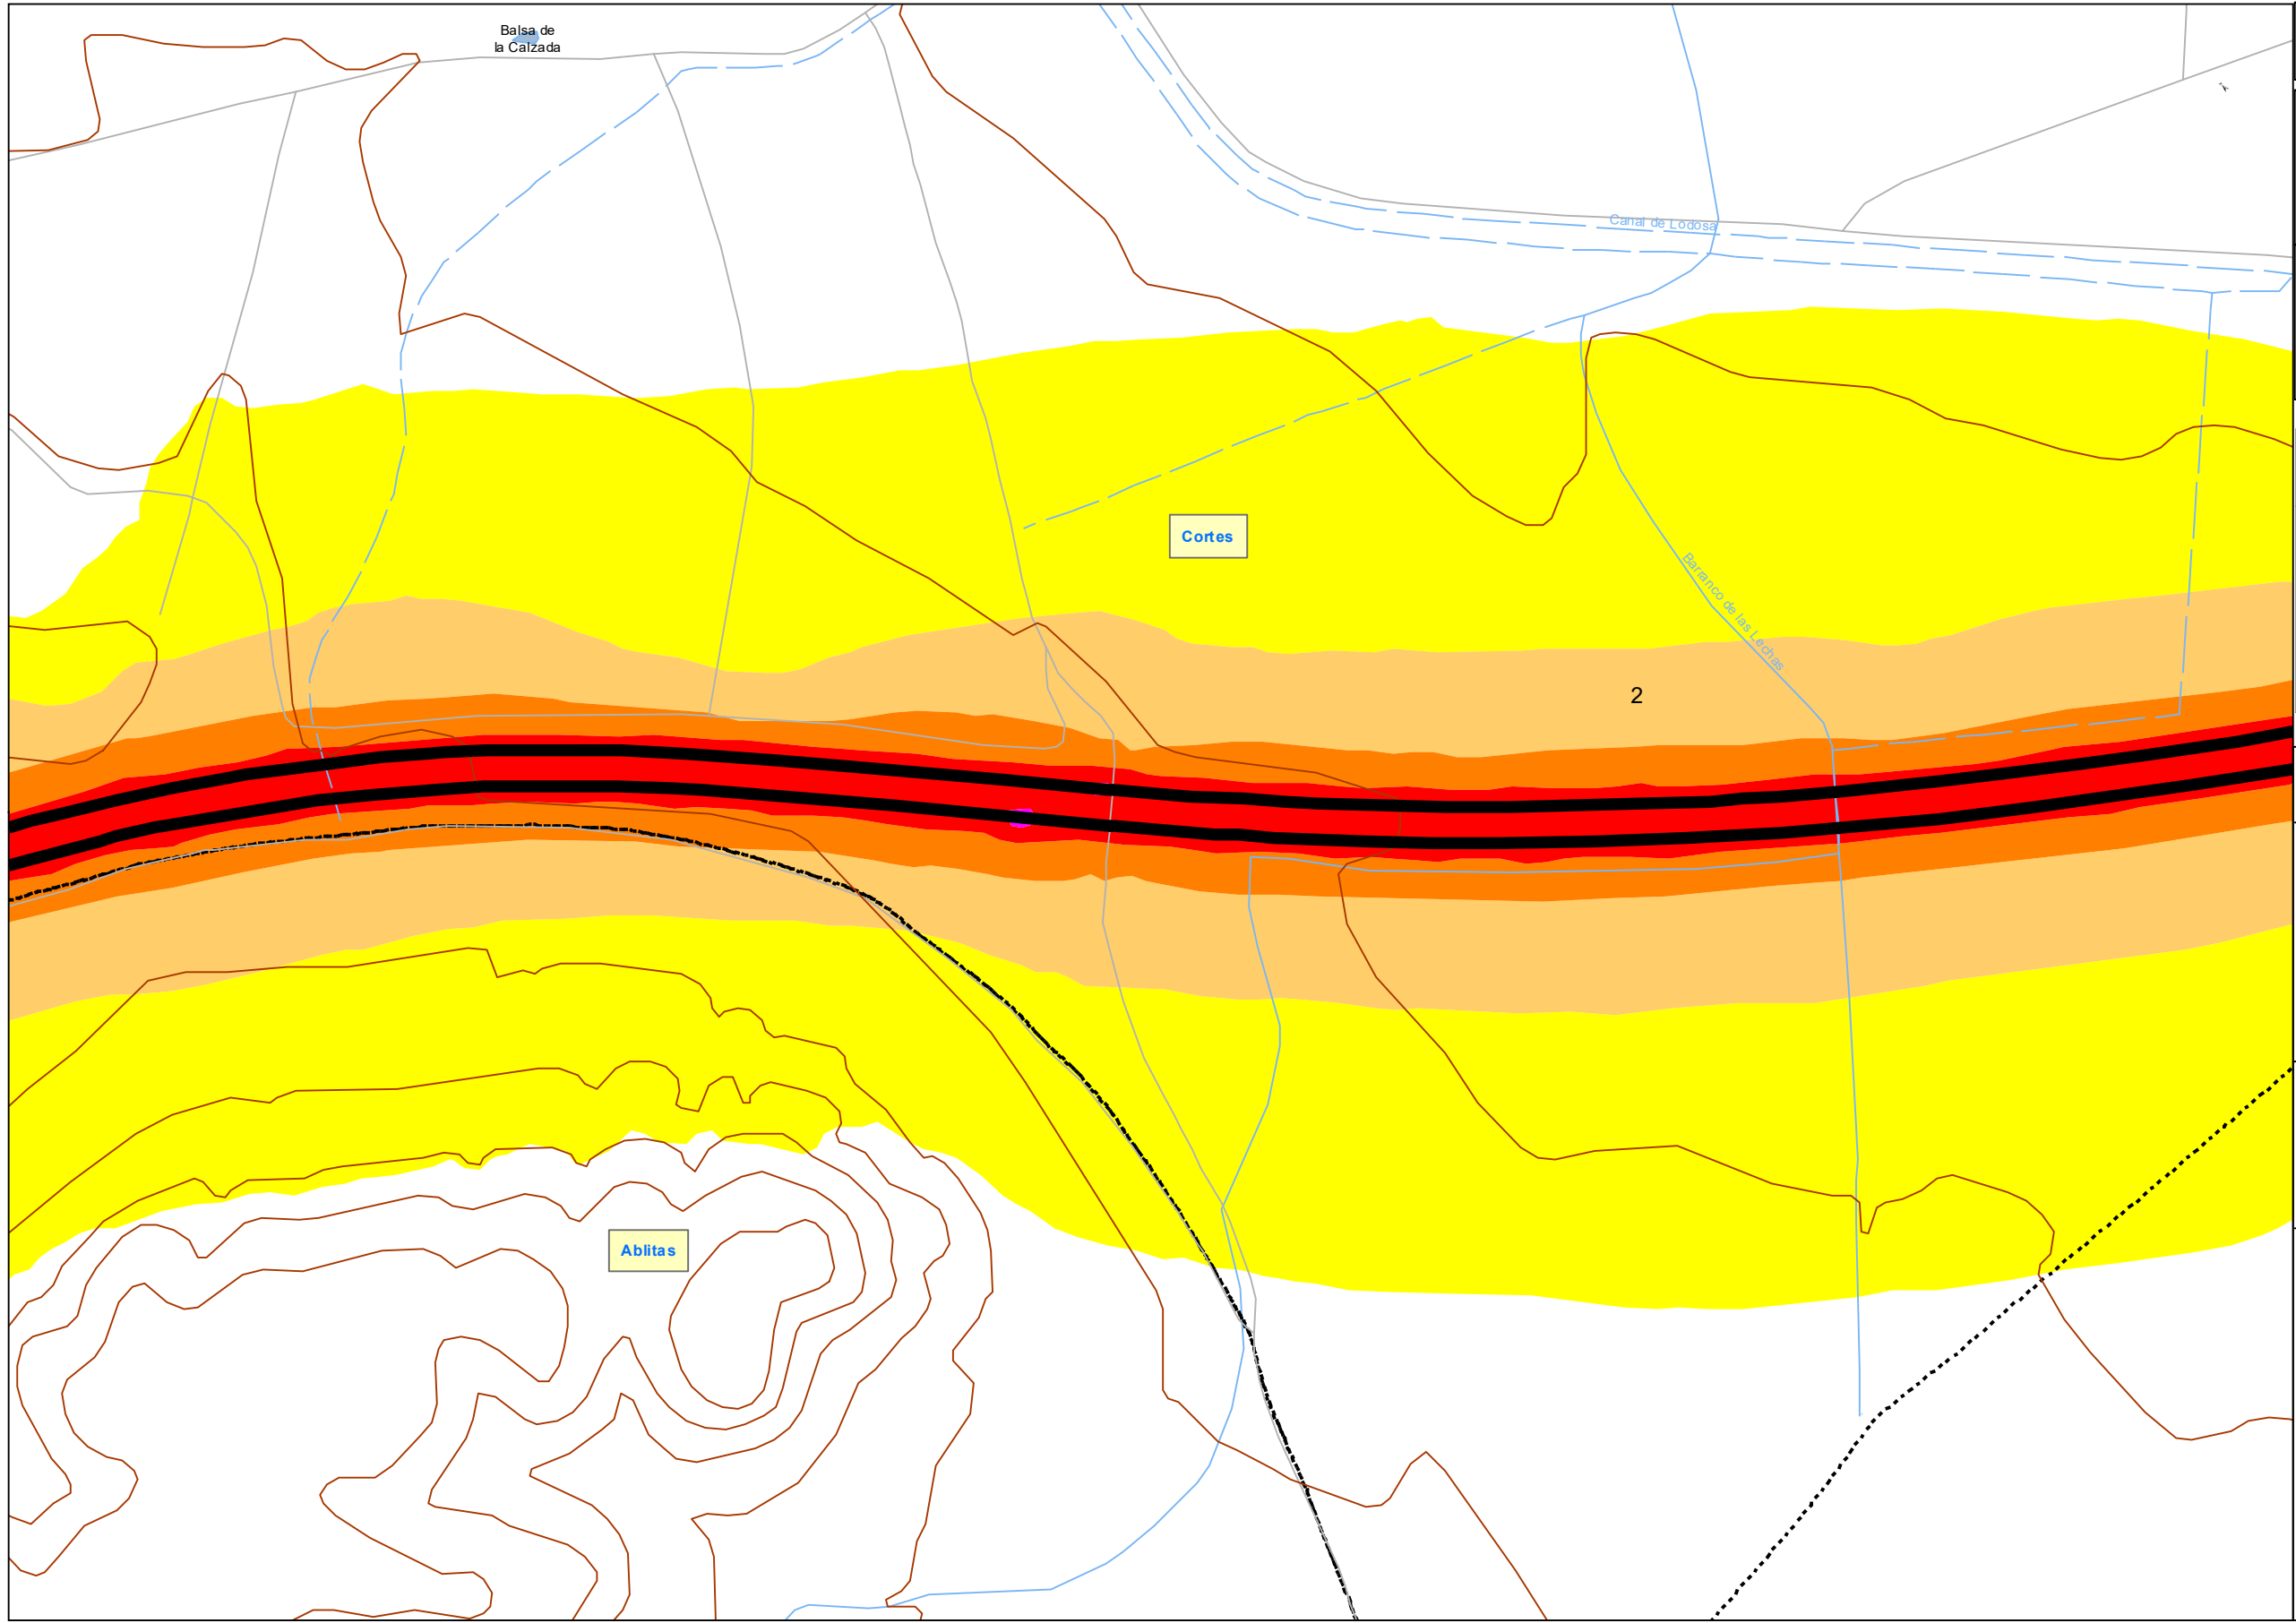 Balsa de
la Calzada
Canal de Lodosa
Cortes
Barranco de las Lechas
2
Ablitas